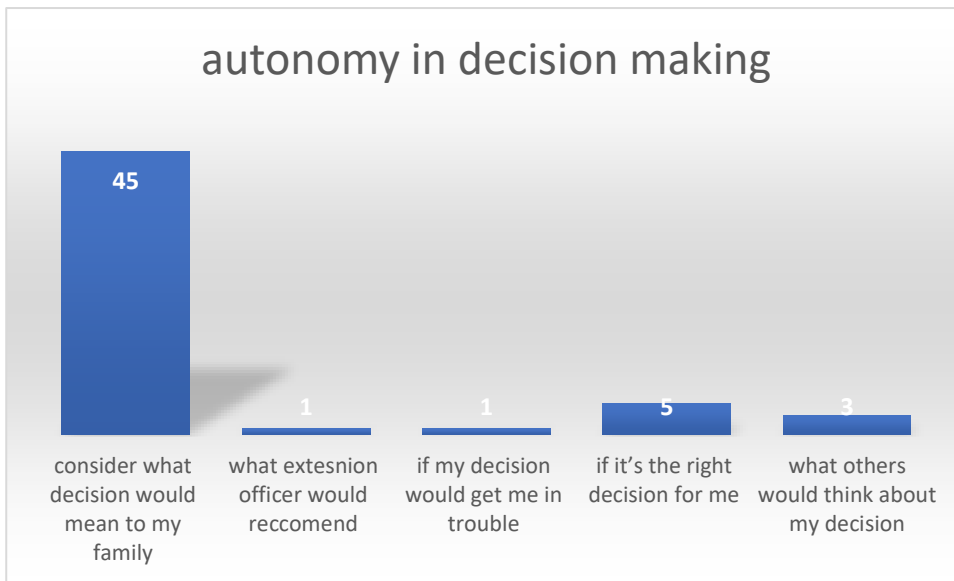 autonomy in decision making
45
1
1
5
3
consider what
decision would
mean to my
family
what extesnion
officer would
reccomend
if my decision
would get me in
trouble
if it's the right
decision for me
what others
would think about
my decision